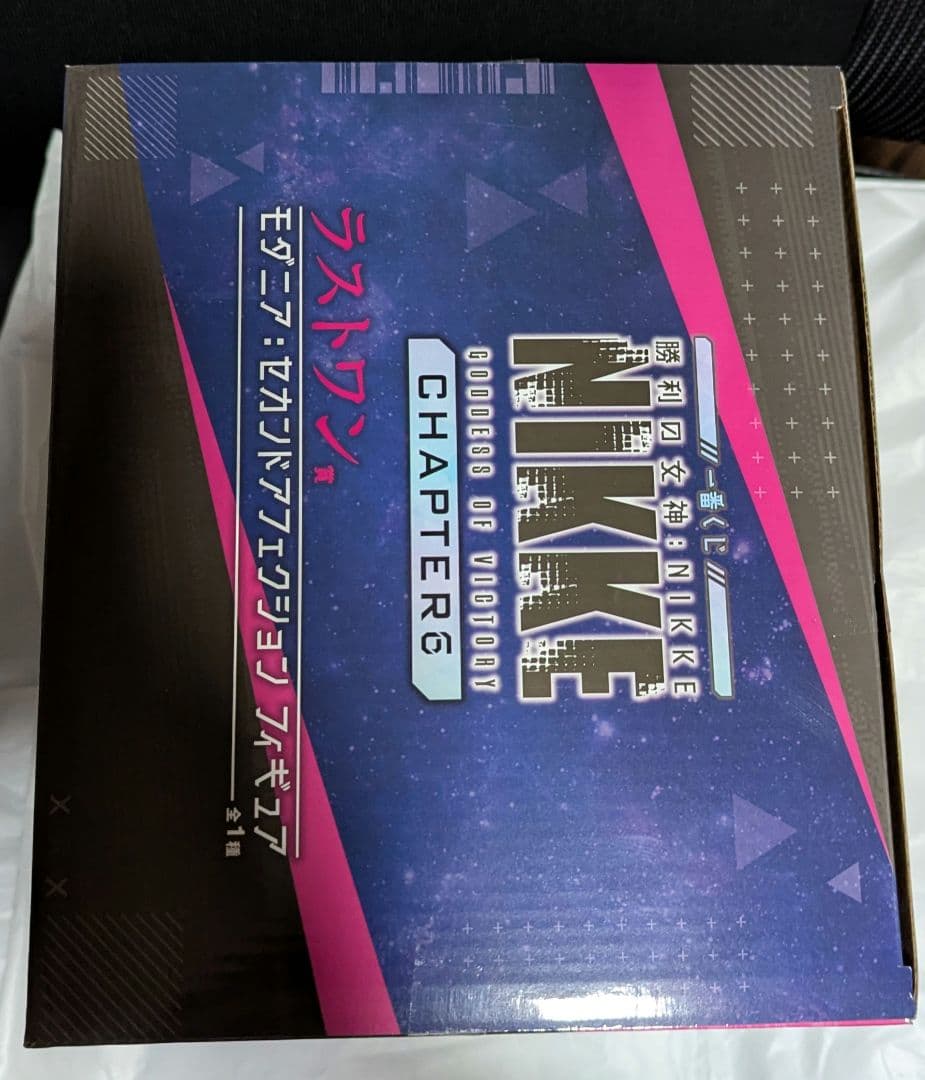 一番くじ
勝利の女神:NIKKE
NIKKE
GODDESS OF VICTORY
CHAPTER6
ラストワン賞
モダニア:セカンドアフェクション フィギュア
全1種